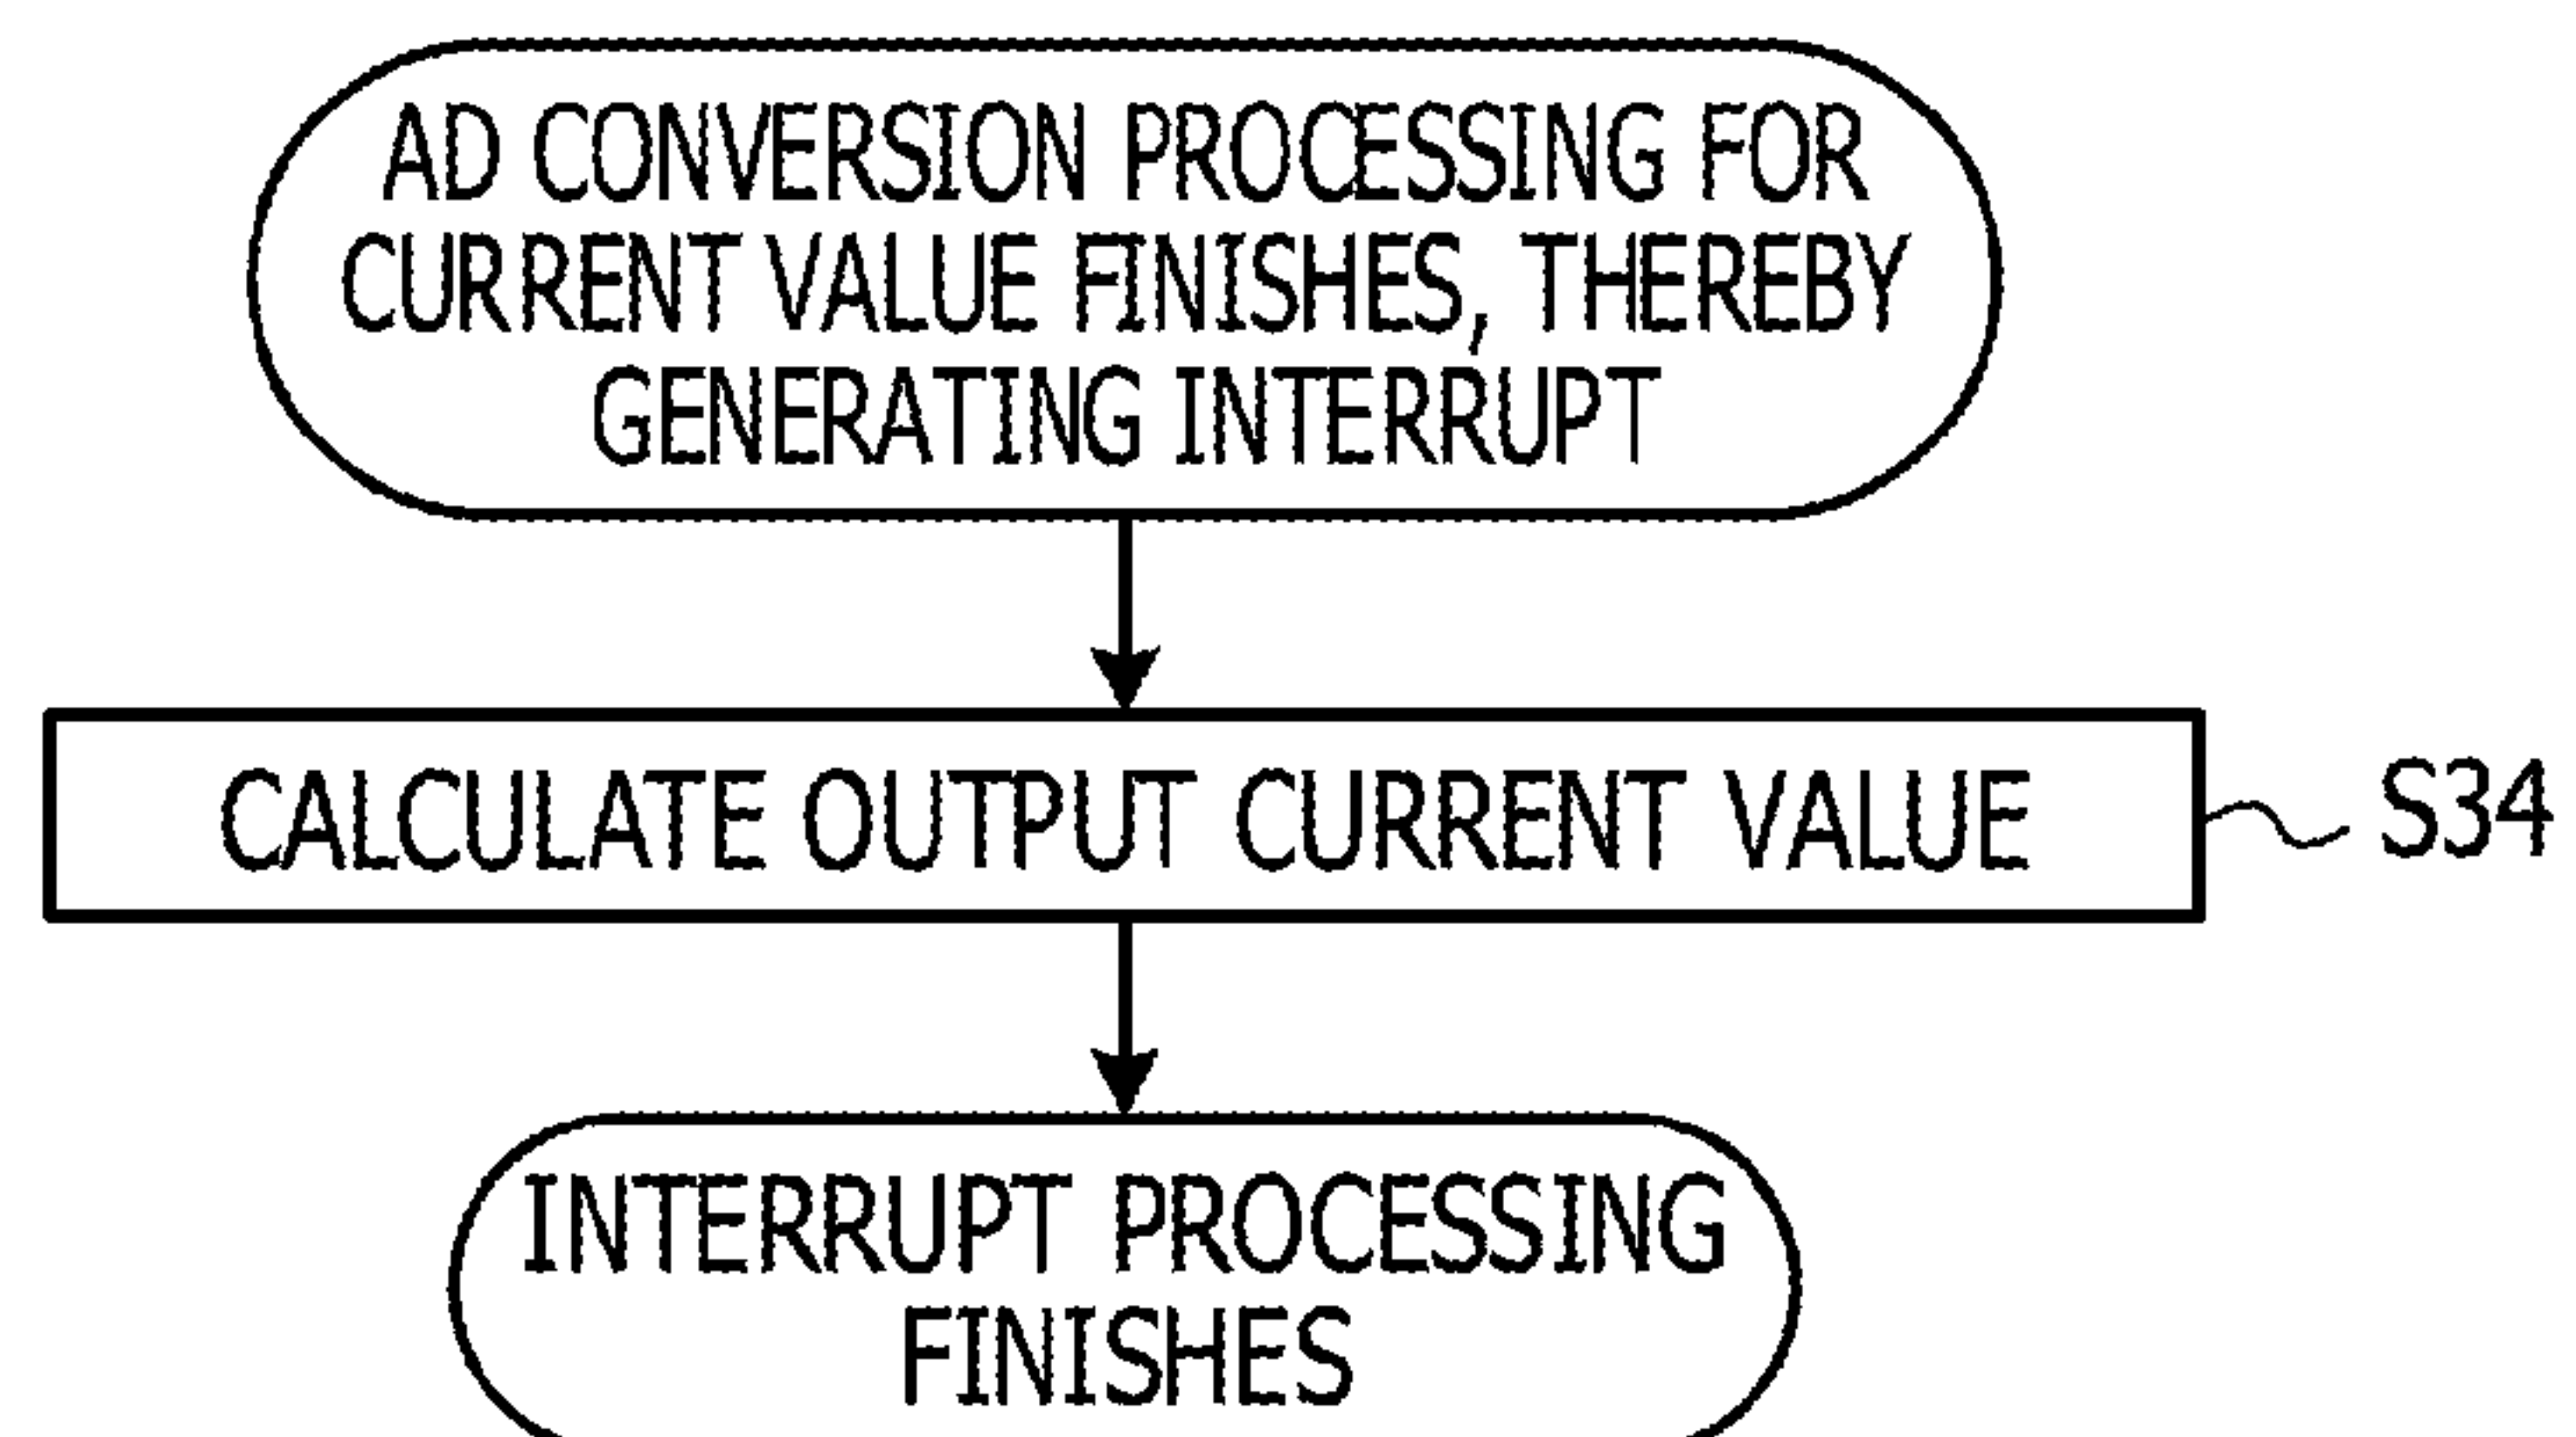 AD CONVERSION PROCESSING FOR
CURRENT VALUE FINISHES, THEREBY
GENERATING INTERRUPT
CALCULATE OUTPUT CURRENT VALUE
S34
INTERRUPT PROCESSING
FINISHES